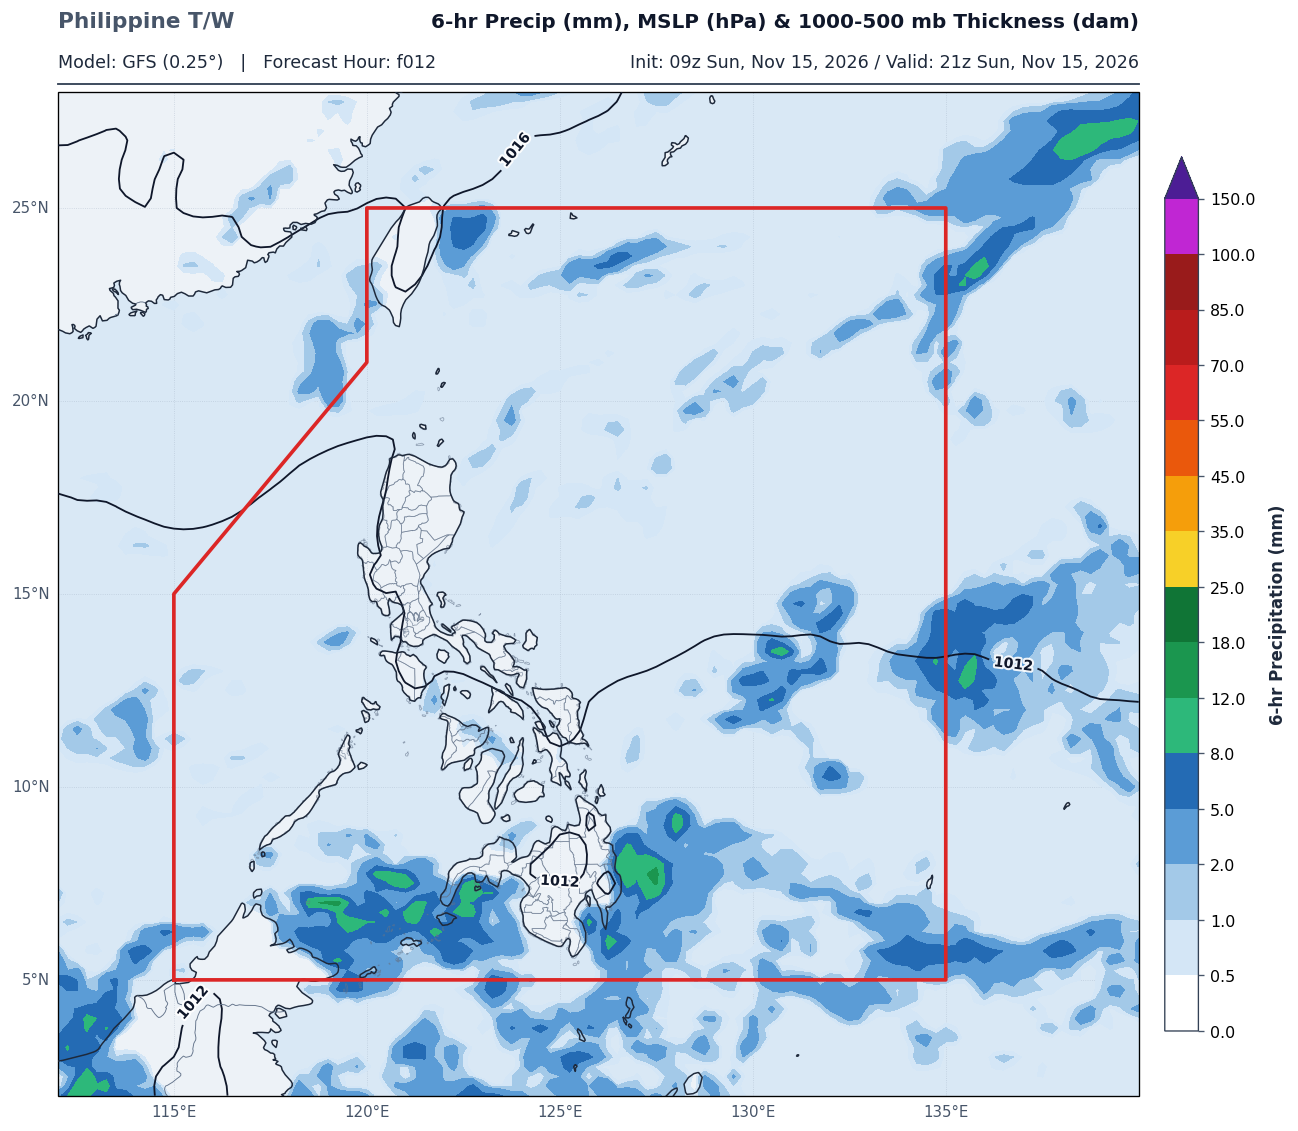 Philippine T/W
6-hr Precip (mm), MSLP (hPa) & 1000-500 mb Thickness (dam)
Model: GFS (0.25°) | Forecast Hour: f012
Init: 09z Sun, Nov 15, 2026 / Valid: 21z Sun, Nov 15, 2026
1016
1012
1012
1012
25°N
20°N
15°N
10°N
5°N
115°E
120°E
125°E
130°E
135°E
150.0
100.0
85.0
70.0
55.0
45.0
35.0
25.0
18.0
12.0
8.0
5.0
2.0
1.0
0.5
0.0
6-hr Precipitation (mm)